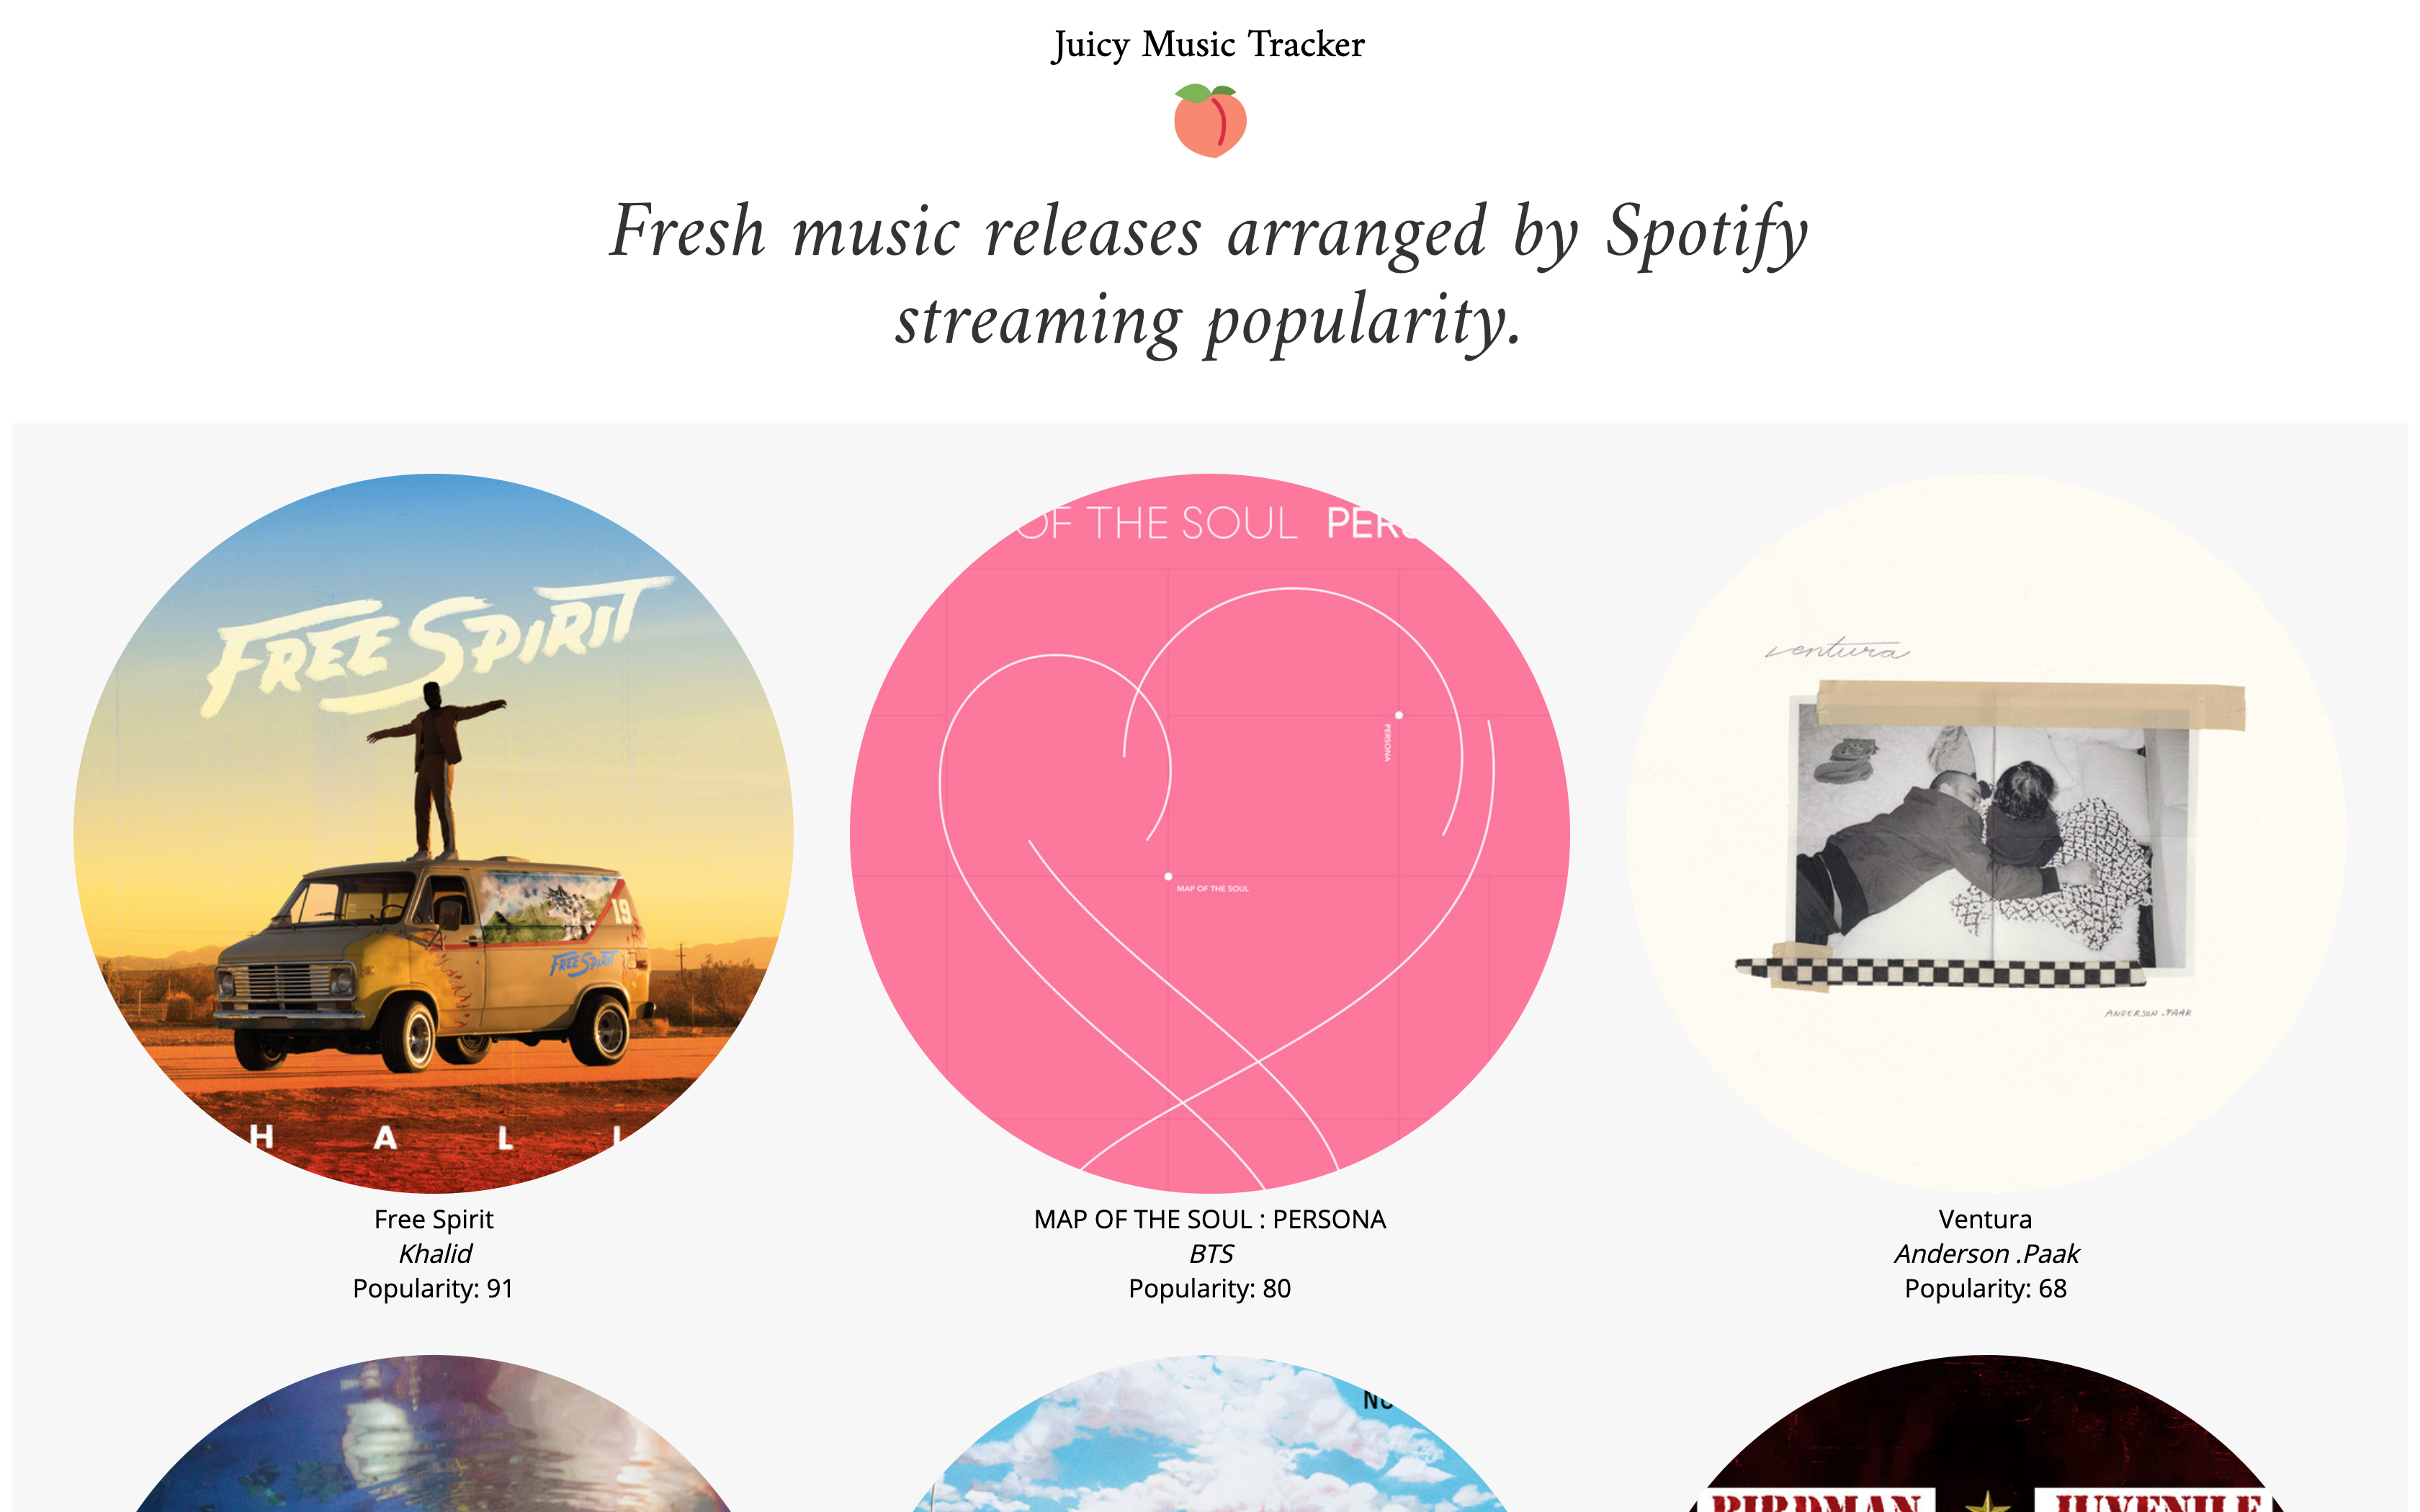 Juicy Music Tracker
Fresh music releases arranged by Spotify
streaming popularity.
FREE SPIRIT
19
FREE SPIRIT
H A L
OF THE SOUL PERS
PERSONA
MAP OF THE SOUL
ventura
ANDERSON .PAAK
Free Spirit
Khalid
Popularity: 91
MAP OF THE SOUL : PERSONA
BTS
Popularity: 80
Ventura
Anderson .Paak
Popularity: 68
BIRDMAN JUVENILE